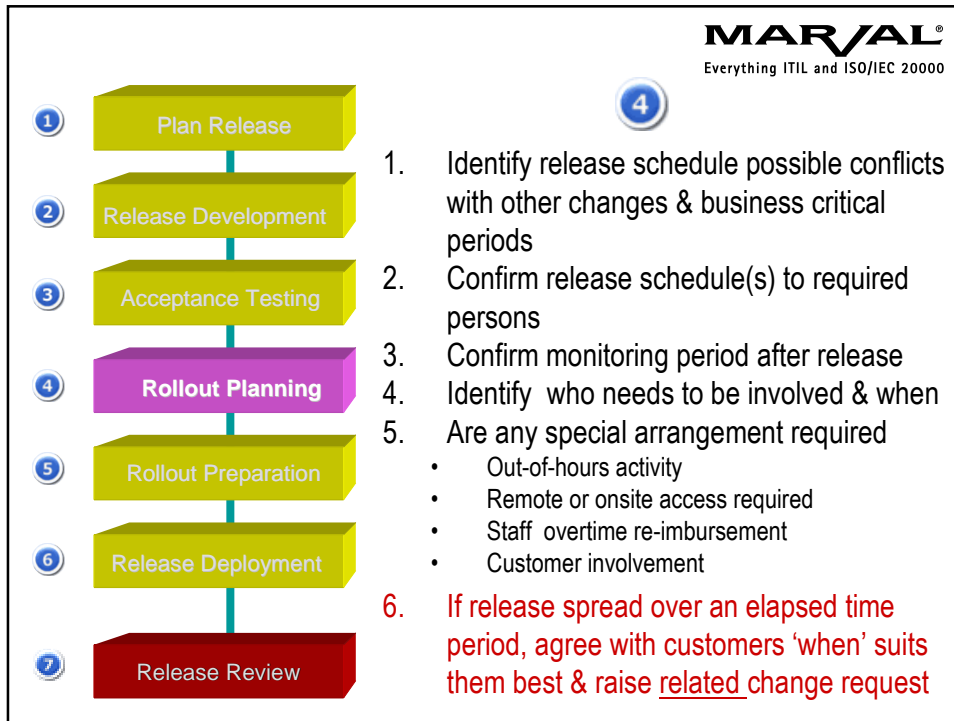 MARVAL®
Everything ITIL and ISO/IEC 20000
1
Plan Release
2
Release Development
3
Acceptance Testing
4
Rollout Planning
5
Rollout Preparation
6
Release Deployment
7
Release Review
4
1. Identify release schedule possible conflicts
with other changes & business critical
periods
2. Confirm release schedule(s) to required
persons
3. Confirm monitoring period after release
4. Identify who needs to be involved & when
5. Are any special arrangement required
• Out-of-hours activity
• Remote or onsite access required
• Staff overtime re-imbursement
• Customer involvement
6. If release spread over an elapsed time
period, agree with customers ‘when’ suits
them best & raise related change request